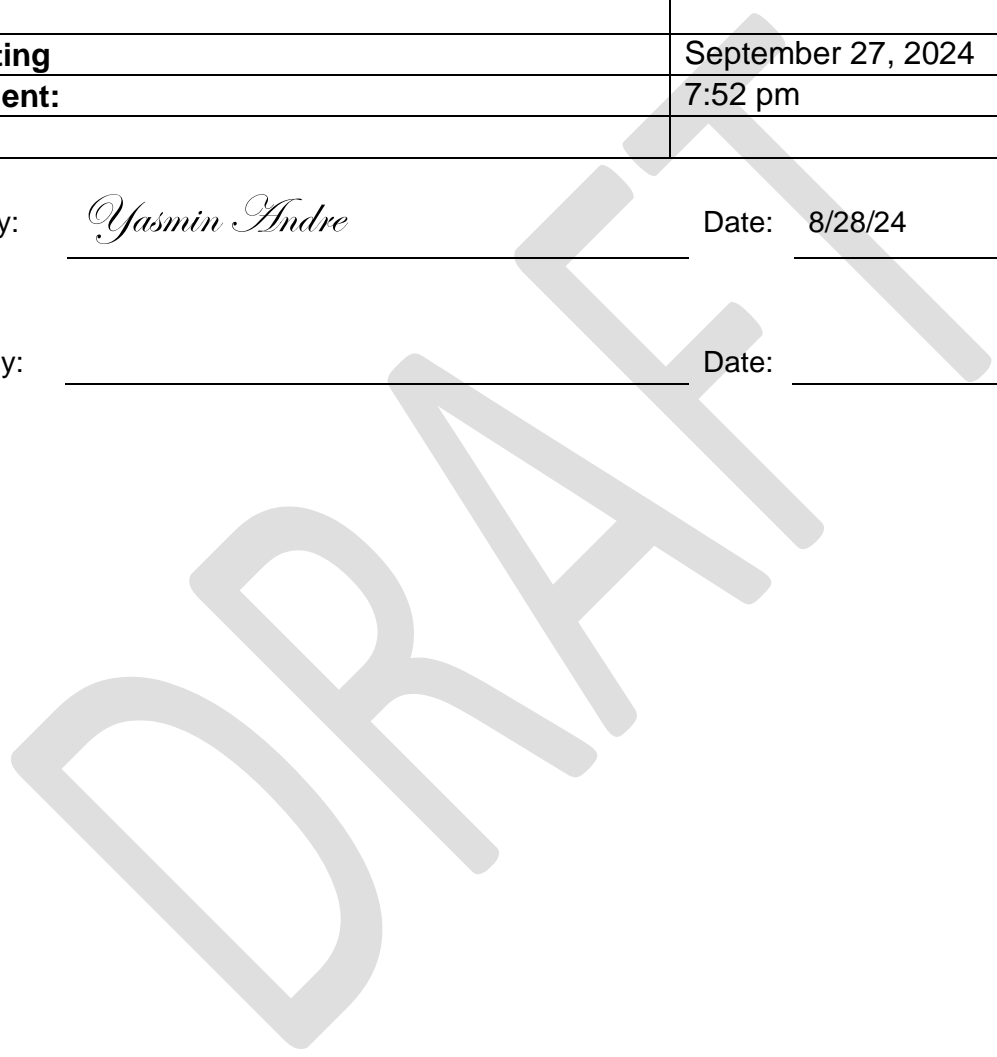 ting September 27, 2024
ent: 7:52 pm
y: Yasmin Andre Date: 8/28/24
y: Date:
DRAFT